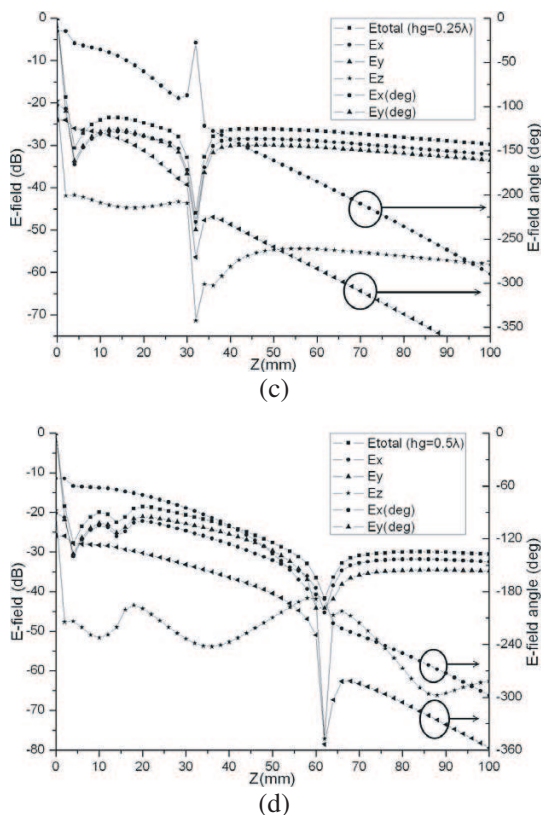 0
-10
-20
-30
-40
-50
-60
-70
E-field (dB)
0
-50
-100
-150
-200
-250
-300
-350
E-field angle (deg)
Etotal (hg=0.25λ)
Ex
Ey
Ez
Ex(deg)
Ey(deg)
0 10 20 30 40 50 60 70 80 90 100
Z(mm)
(c)
0
-10
-20
-30
-40
-50
-60
-70
-80
E-field (dB)
0
-60
-120
-180
-240
-300
-360
E-field angle (deg)
Etotal (hg=0.5λ)
Ex
Ey
Ez
Ex(deg)
Ey(deg)
0 10 20 30 40 50 60 70 80 90 100
Z(mm)
(d)